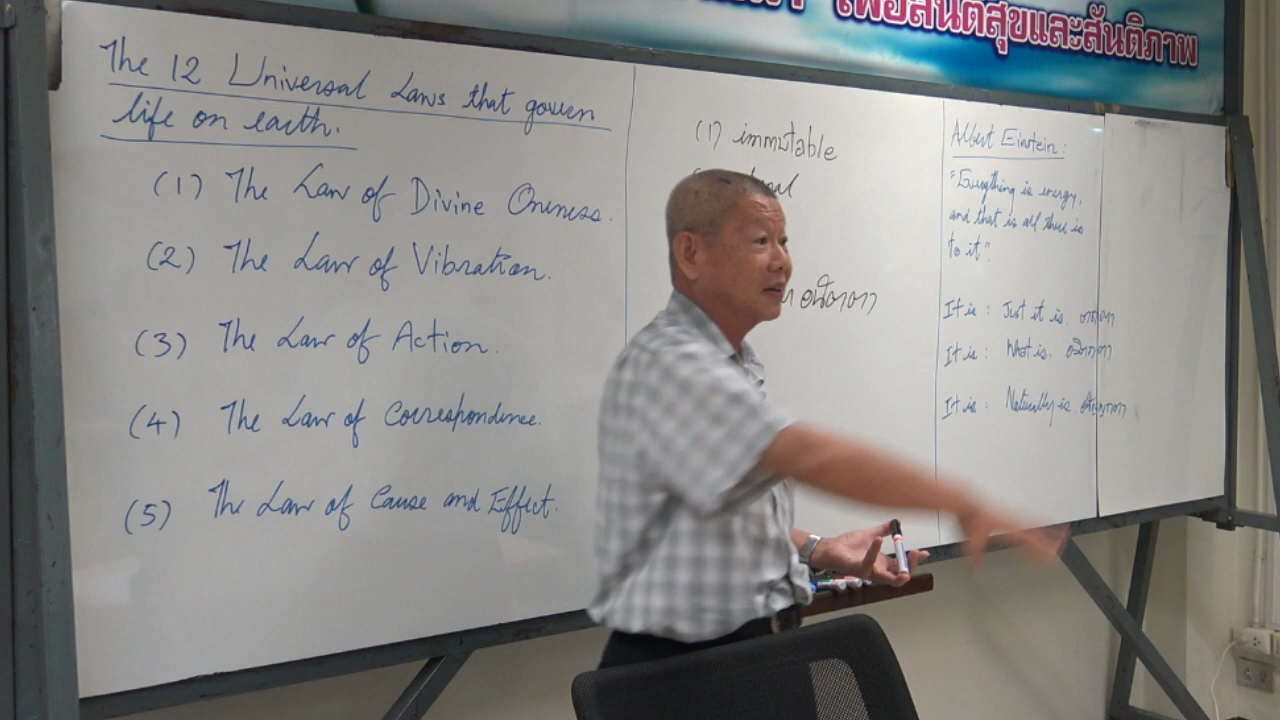 เพื่อสันติสุขและสันติภาพ
The 12 Universal Laws that govern
life on earth.
(1) The Law of Divine Oneness.
(2) The Law of Vibration.
(3) The Law of Action.
(4) The Law of Correspondence.
(5) The Law of Cause and Effect.
(1) immutable
Albert Einstein:
"Everything is energy,
and that is all there is
to it".
It is: Just it is.
It is: What is.
It is: Naturally is.